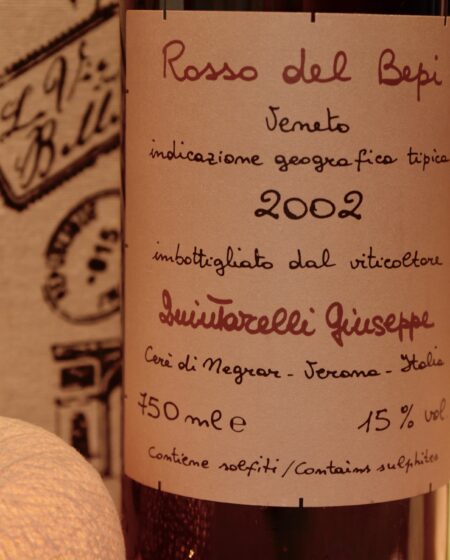 Rosso del Bepi
Veneto
indicazione geografica tipica
2002
imbottigliato dal viticoltore
Quintarelli Giuseppe
Cerè di Negrar - Verona - Italia
750 ml e
15% vol
Contiene solfiti/Contains sulphites
B.M.